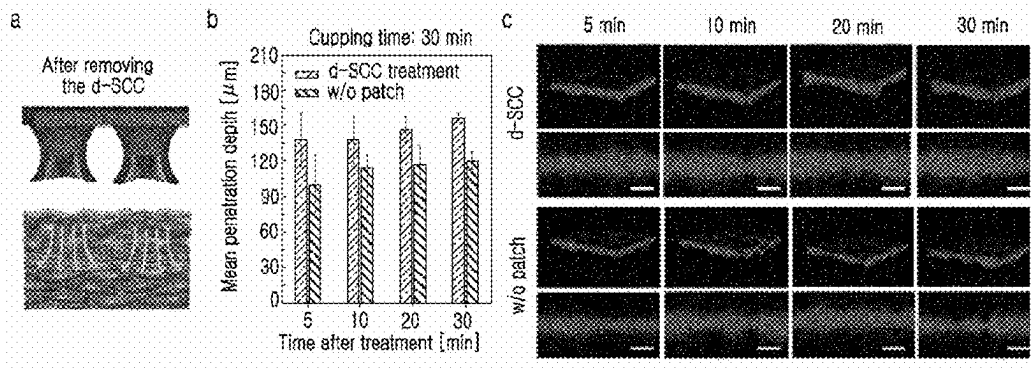 a
After removing
the d-SCC
b
Cupping time: 30 min
Mean penatration depth [μm]
210
180
150
120
90
60
30
0
d-SCC treatment
w/o patch
5 10 20 30
Time after treatment [min]
c
5 min 10 min 20 min 30 min
d-SCC
w/o patch